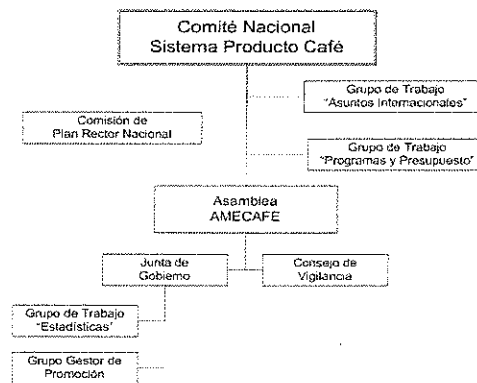 Comité Nacional
Sistema Producto Café
Grupo de Trabajo
"Asuntos Internacionales"
Comisión de
Plan Rector Nacional
Grupo de Trabajo
"Programas y Presupuesto"
Asamblea
AMECAFE
Junta de
Gobierno
Consejo de
Vigilancia
Grupo de Trabajo
"Estadísticas"
Grupo Gestor de
Promoción